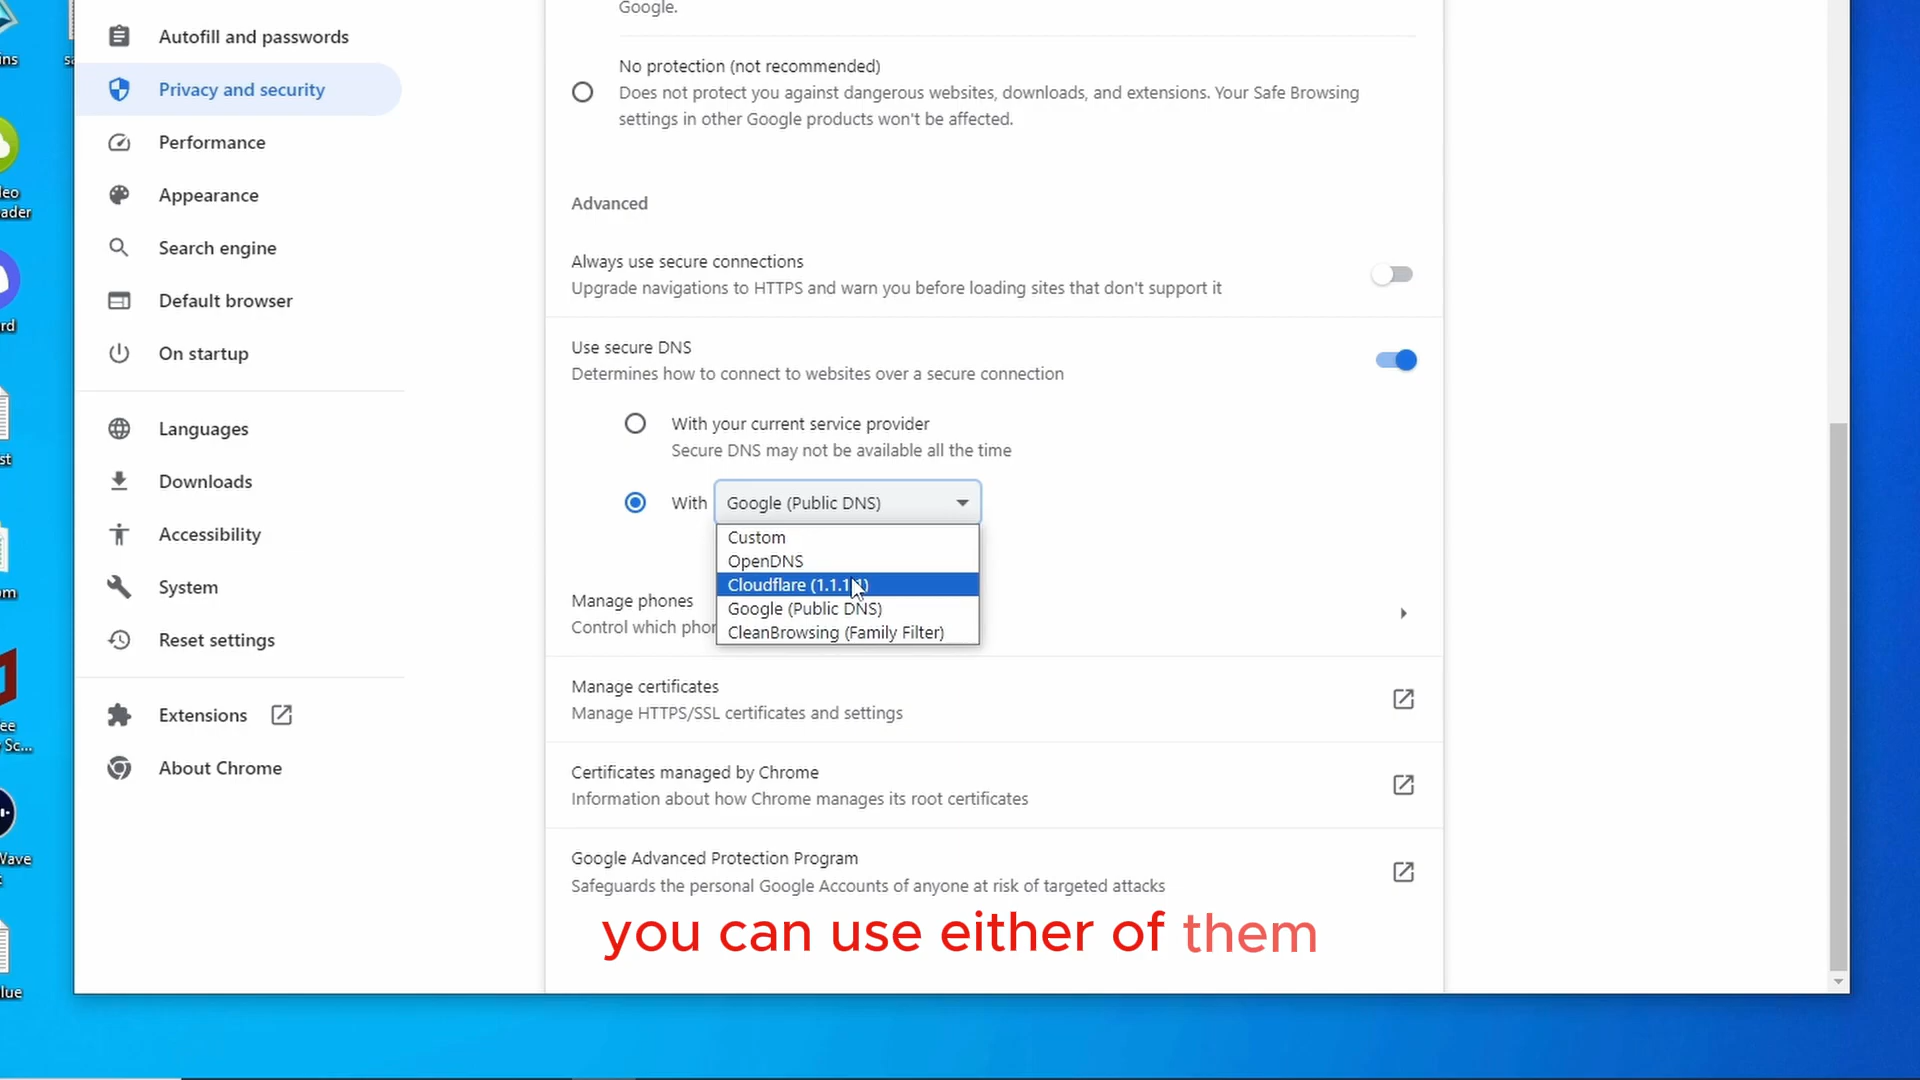 Google.
Autofill and passwords
No protection (not recommended)
Privacy and security
Does not protect you against dangerous websites, downloads, and extensions. Your Safe Browsing
settings in other Google products won't be affected.
Performance
Appearance
Advanced
Search engine
Always use secure connections
Upgrade navigations to HTTPS and warn you before loading sites that don't support it
Default browser
On startup
Use secure DNS
Determines how to connect to websites over a secure connection
Languages
With your current service provider
Secure DNS may not be available all the time
Downloads
With Google (Public DNS)
Custom
Accessibility
OpenDNS
System
Cloudflare (1.1.1.1)
Manage phones
Google (Public DNS)
Control which phon
CleanBrowsing (Family Filter)
Reset settings
Manage certificates
Manage HTTPS/SSL certificates and settings
Extensions
About Chrome
Certificates managed by Chrome
Information about how Chrome manages its root certificates
Google Advanced Protection Program
Safeguards the personal Google Accounts of anyone at risk of targeted attacks
you can use either of them